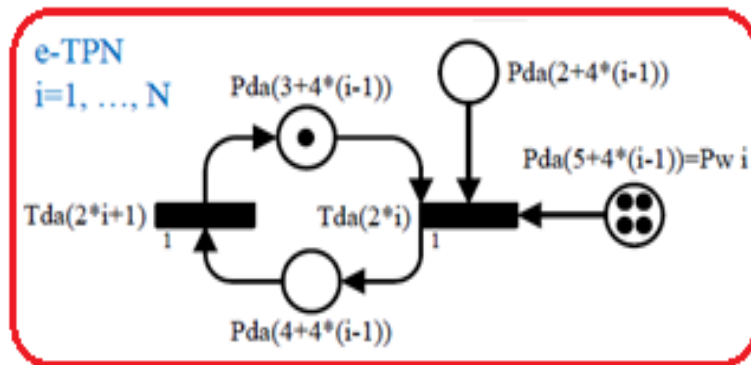 e-TPN
i=1, …, N
Pda(3+4*(i-1))
Pda(2+4*(i-1))
Pda(5+4*(i-1))=Pw i
Tda(2*i+1)
Tda(2*i)
1
1
Pda(4+4*(i-1))